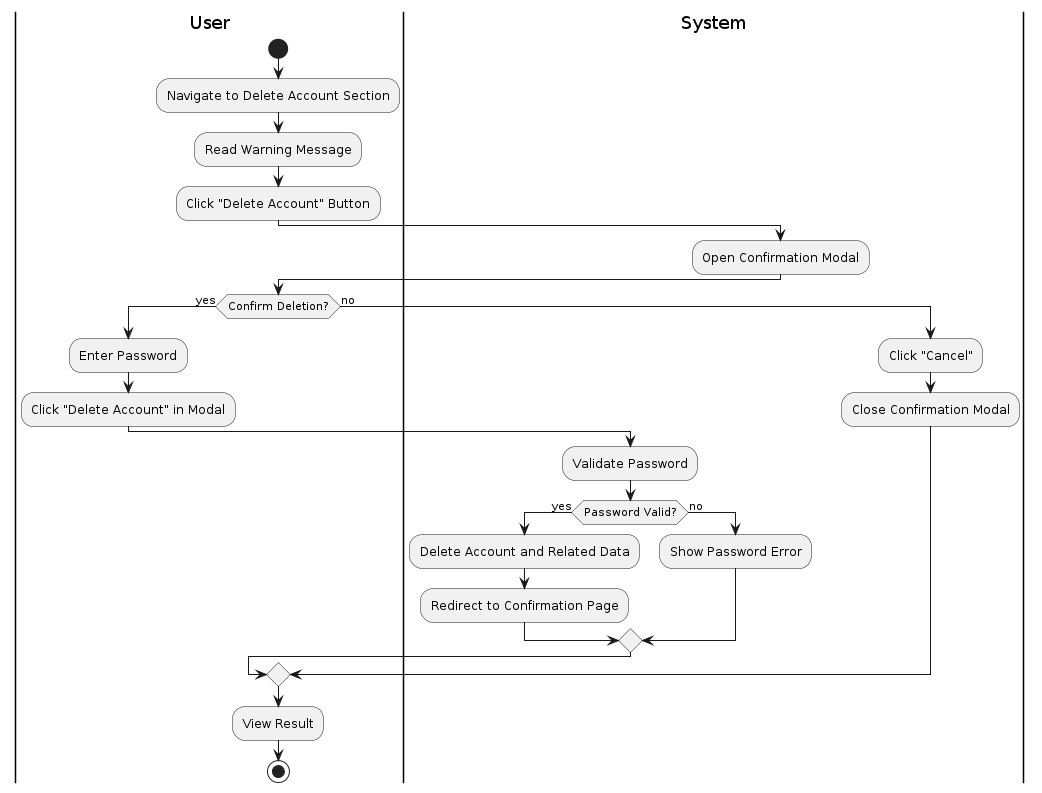 User
System
Navigate to Delete Account Section
Read Warning Message
Click "Delete Account" Button
Open Confirmation Modal
yes
Confirm Deletion?
no
Enter Password
Click "Cancel"
Click "Delete Account" in Modal
Close Confirmation Modal
Validate Password
yes
Password Valid?
no
Delete Account and Related Data
Show Password Error
Redirect to Confirmation Page
View Result